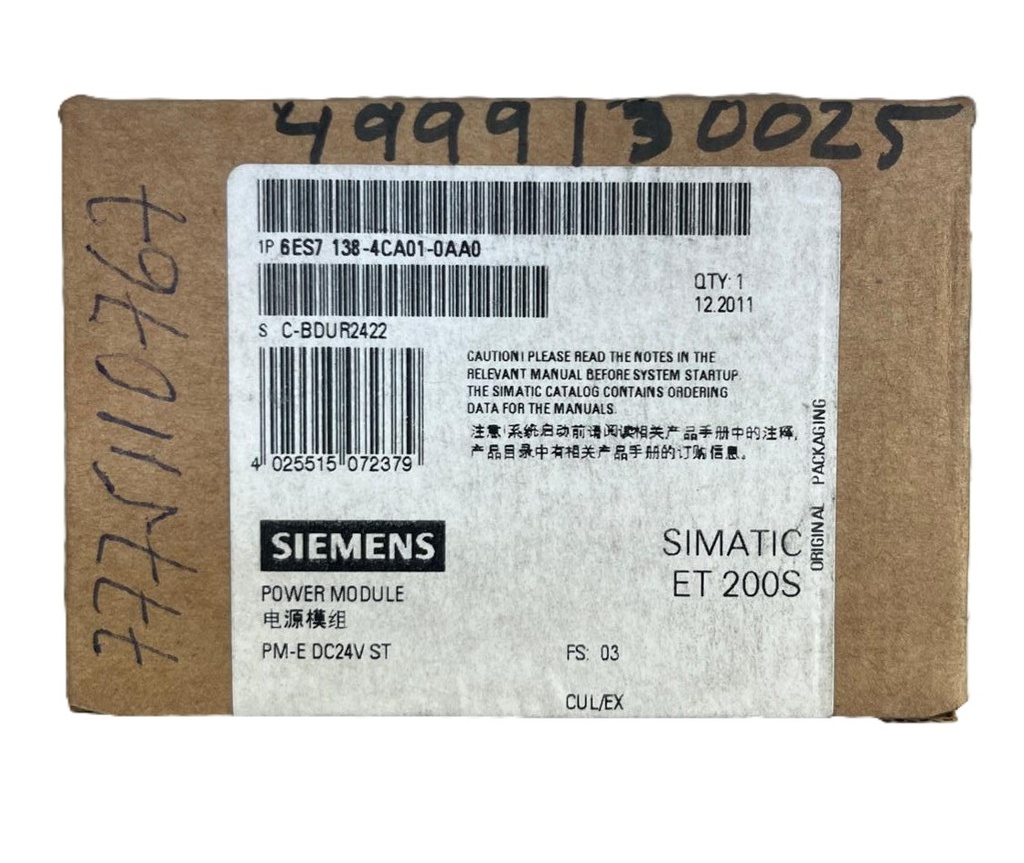 4999130025
1P 6ES7 138-4CA01-0AA0
QTY: 1
12.2011
S C-BDUR2422
CAUTION! PLEASE READ THE NOTES IN THE
RELEVANT MANUAL BEFORE SYSTEM STARTUP.
THE SIMATIC CATALOG CONTAINS ORDERING
DATA FOR THE MANUALS.
注意:系统启动前请阅读相关产品手册中的注释,
产品目录中有相关产品手册的订购信息。
4 025515 072379
ORIGINAL PACKAGING
SIEMENS
SIMATIC
ET 200S
POWER MODULE
电源模组
PM-E DC24V ST
FS: 03
CUL/EX